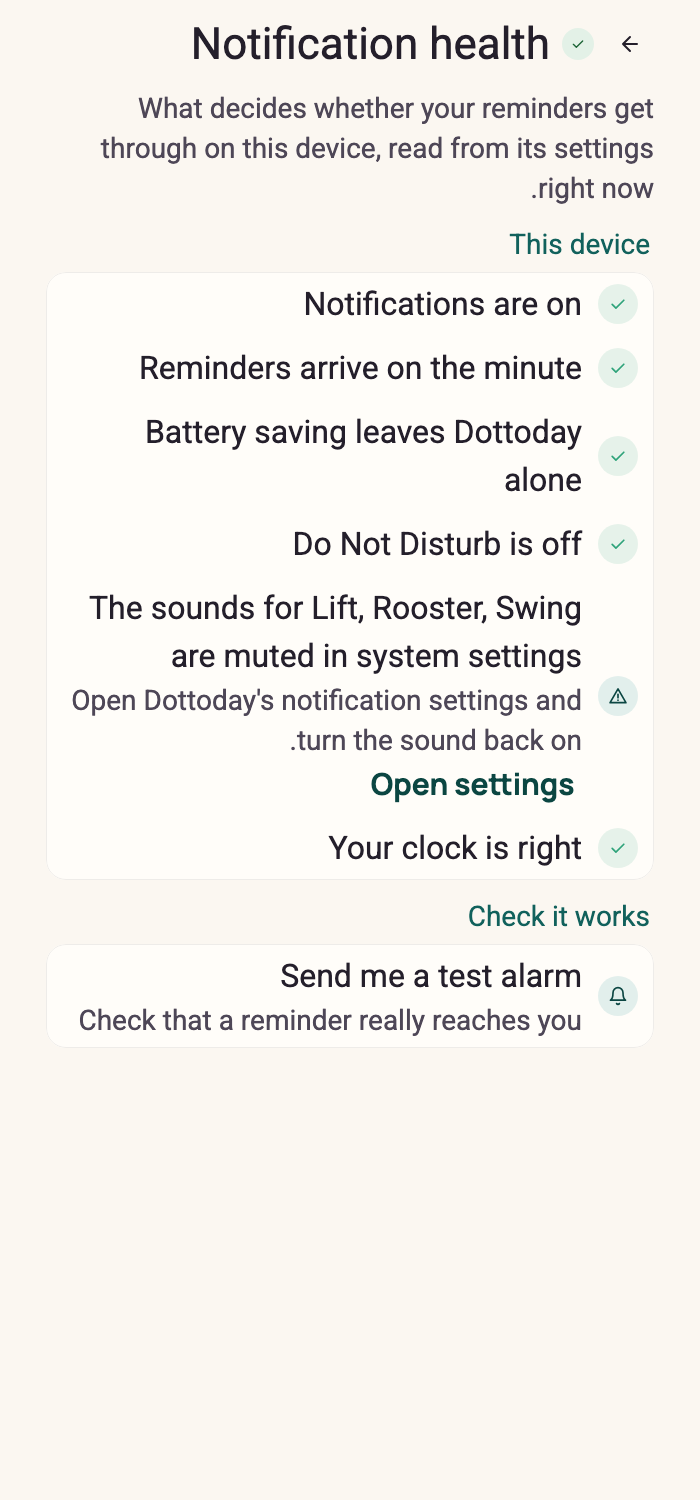 Notification health
What decides whether your reminders get
through on this device, read from its settings
.right now
This device
Notifications are on
Reminders arrive on the minute
Battery saving leaves Dottoday
alone
Do Not Disturb is off
The sounds for Lift, Rooster, Swing
are muted in system settings
Open Dottoday's notification settings and
.turn the sound back on
Open settings
Your clock is right
Check it works
Send me a test alarm
Check that a reminder really reaches you